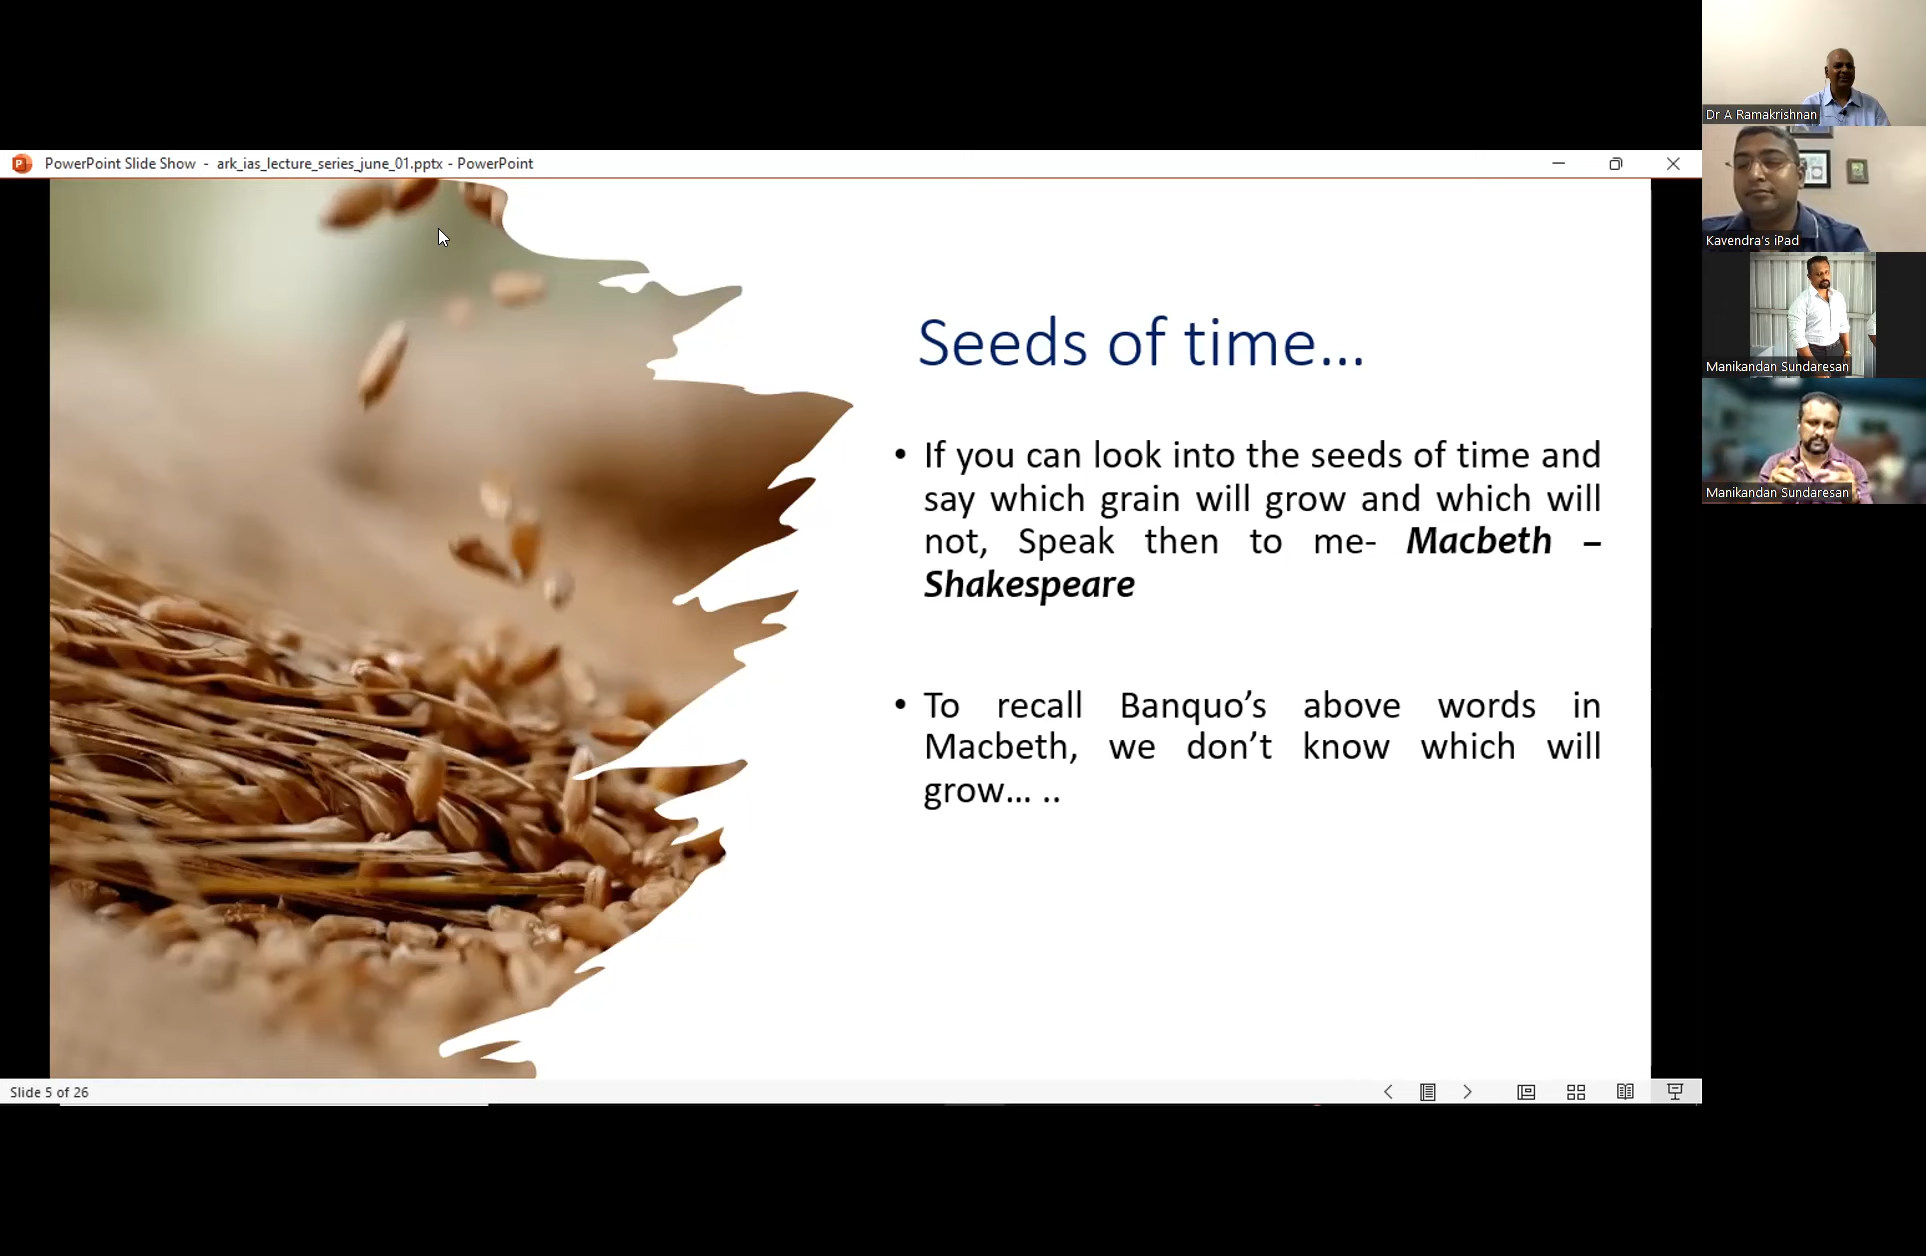 PowerPoint Slide Show - ark_ias_lecture_series_june_01.pptx - PowerPoint
Seeds of time...
• If you can look into the seeds of time and
say which grain will grow and which will
not, Speak then to me- Macbeth –
Shakespeare
• To recall Banquo’s above words in
Macbeth, we don’t know which will
grow... ..
Slide 5 of 26
Dr A Ramakrishnan
Kavendra's iPad
Manikandan Sundaresan
Manikandan Sundaresan